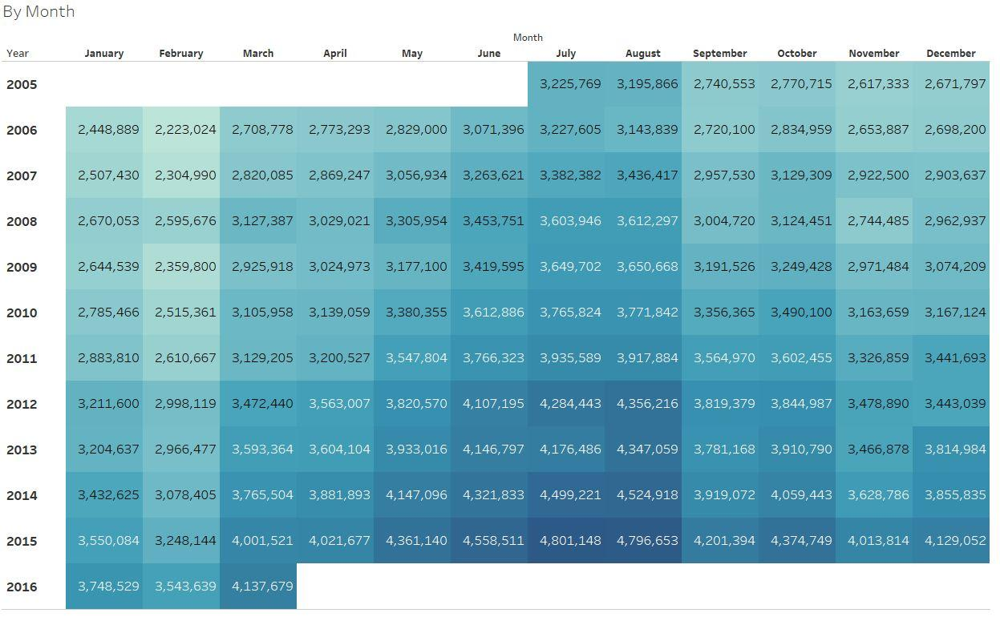 By Month
Month
Year January February March April May June July August September October November December
2005 3,225,769 3,195,866 2,740,553 2,770,715 2,617,333 2,671,797
2006 2,448,889 2,223,024 2,708,778 2,773,293 2,829,000 3,071,396 3,227,605 3,143,839 2,720,100 2,834,959 2,653,887 2,698,200
2007 2,507,430 2,304,990 2,820,085 2,869,247 3,056,934 3,263,621 3,382,382 3,436,417 2,957,530 3,129,309 2,922,500 2,903,637
2008 2,670,053 2,595,676 3,127,387 3,029,021 3,305,954 3,453,751 3,603,946 3,612,297 3,004,720 3,124,451 2,744,485 2,962,937
2009 2,644,539 2,359,800 2,925,918 3,024,973 3,177,100 3,419,595 3,649,702 3,650,668 3,191,526 3,249,428 2,971,484 3,074,209
2010 2,785,466 2,515,361 3,105,958 3,139,059 3,380,355 3,612,886 3,765,824 3,771,842 3,356,365 3,490,100 3,163,659 3,167,124
2011 2,883,810 2,610,667 3,129,205 3,200,527 3,547,804 3,766,323 3,935,589 3,917,884 3,564,970 3,602,455 3,326,859 3,441,693
2012 3,211,600 2,998,119 3,472,440 3,563,007 3,820,570 4,107,195 4,284,443 4,356,216 3,819,379 3,844,987 3,478,890 3,443,039
2013 3,204,637 2,966,477 3,593,364 3,604,104 3,933,016 4,146,797 4,176,486 4,347,059 3,781,168 3,910,790 3,466,878 3,814,984
2014 3,432,625 3,078,405 3,765,504 3,881,893 4,147,096 4,321,833 4,499,221 4,524,918 3,919,072 4,059,443 3,628,786 3,855,835
2015 3,550,084 3,248,144 4,001,521 4,021,677 4,361,140 4,558,511 4,801,148 4,796,653 4,201,394 4,374,749 4,013,814 4,129,052
2016 3,748,529 3,543,639 4,137,679